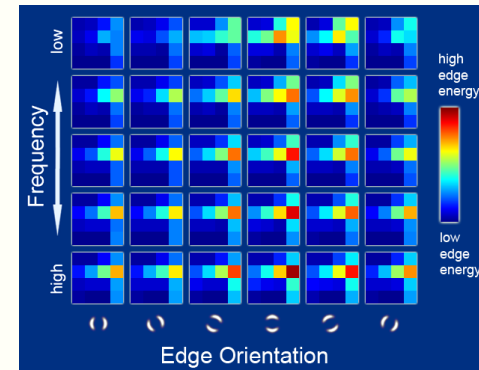 low
Frequency
high
Edge Orientation
high
edge
energy
low
edge
energy